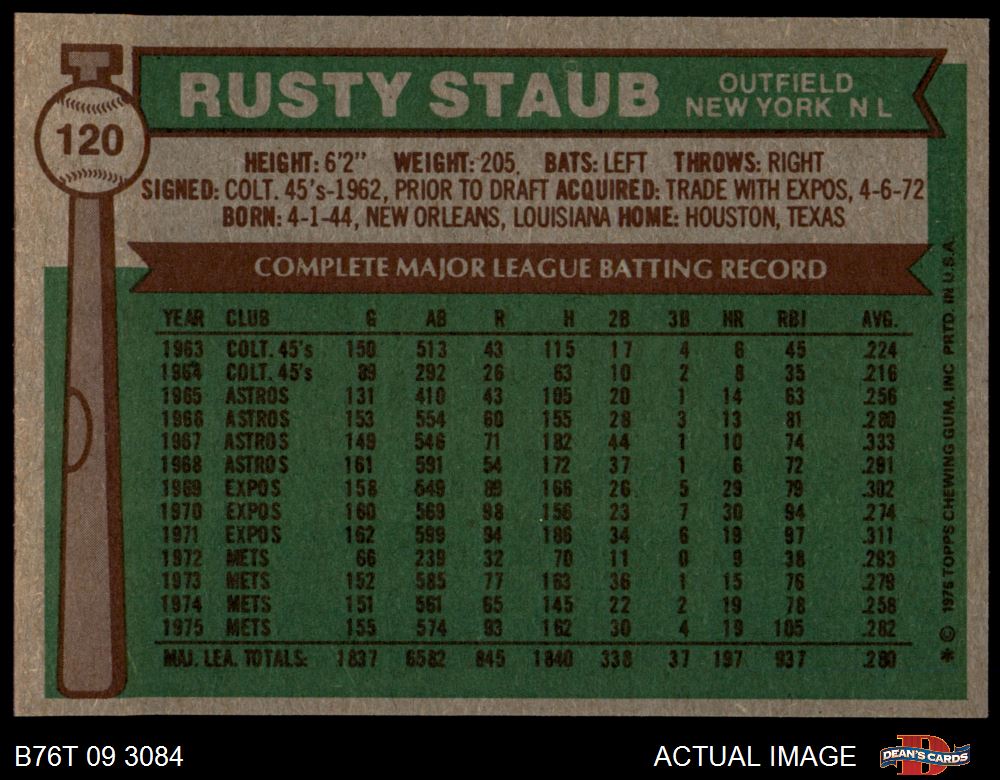 120
RUSTY STAUB
OUTFIELD
NEW YORK N L
HEIGHT: 6'2" WEIGHT: 205. BATS: LEFT THROWS: RIGHT
SIGNED: COLT. 45's-1962, PRIOR TO DRAFT ACQUIRED: TRADE WITH EXPOS, 4-6-72
BORN: 4-1-44, NEW ORLEANS, LOUISIANA HOME: HOUSTON, TEXAS
COMPLETE MAJOR LEAGUE BATTING RECORD
YEAR CLUB G AB R H 2B 3B HR RBI AVG.
1963 COLT. 45's 150 513 43 115 17 4 6 45 .224
1964 COLT. 45's 89 292 26 63 10 2 8 35 .216
1965 ASTROS 131 410 43 105 20 1 14 63 .256
1966 ASTROS 153 554 60 155 28 3 13 81 .280
1967 ASTROS 149 546 71 182 44 1 10 74 .333
1968 ASTROS 161 591 54 172 37 1 6 72 .291
1969 EXPOS 158 549 89 166 26 5 29 79 .302
1970 EXPOS 160 569 98 156 23 7 30 94 .274
1971 EXPOS 162 599 94 186 34 6 19 97 .311
1972 METS 66 239 32 70 11 0 9 38 .293
1973 METS 152 585 77 163 36 1 15 76 .279
1974 METS 151 561 65 145 22 2 19 78 .258
1975 METS 155 574 93 162 30 4 19 105 .282
MAJ. LEA. TOTALS: 1837 6582 845 1840 338 37 197 937 .280
* © 1976 TOPPS CHEWING GUM, INC PRTD. IN U.S.A.
B76T 09 3084
ACTUAL IMAGE
DEAN'S CARDS